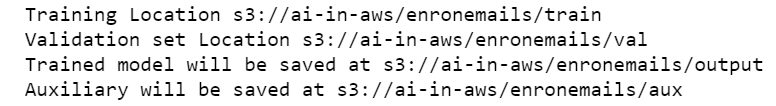 Training Location s3://ai-in-aws/enronemails/train
Validation set Location s3://ai-in-aws/enronemails/val
Trained model will be saved at s3://ai-in-aws/enronemails/output
Auxiliary will be saved at s3://ai-in-aws/enronemails/aux